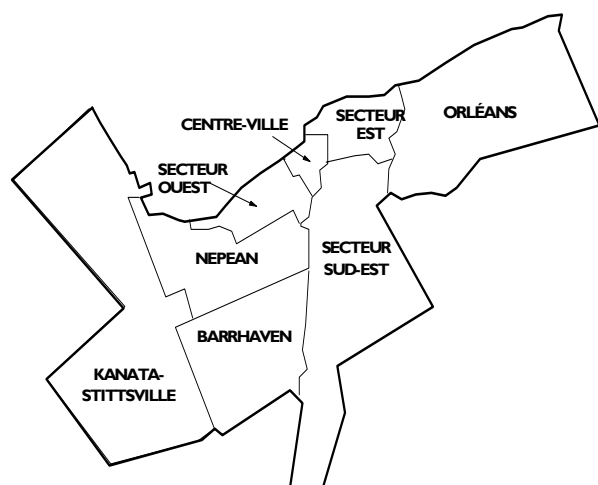 ORLÉANS
SECTEUR
EST
CENTRE-VILLE
SECTEUR
OUEST
NEPEAN
SECTEUR
SUD-EST
BARRHAVEN
KANATA-
STITTSVILLE